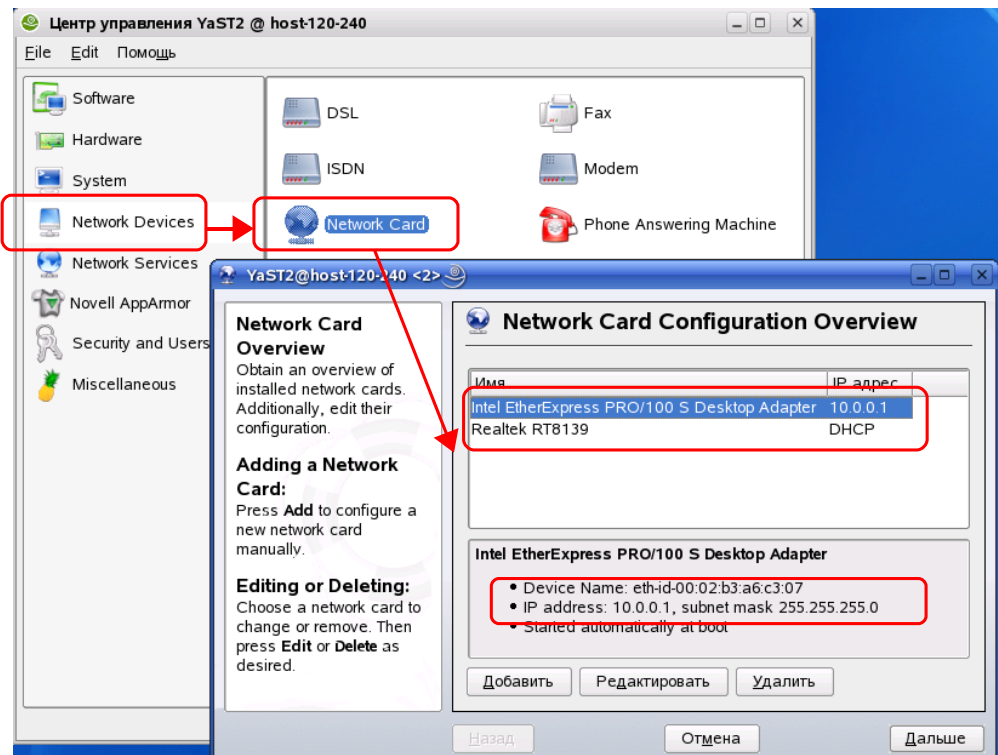 Центр управления YaST2 @ host-120-240
File Edit Помощь
Software
Hardware
System
Network Devices
Network Services
Novell AppArmor
Security and Users
Miscellaneous
DSL
Fax
ISDN
Modem
Network Card
Phone Answering Machine
YaST2@host-120-240 <2>
Network Card
Overview
Obtain an overview of
installed network cards.
Additionally, edit their
configuration.
Adding a Network
Card:
Press Add to configure a
new network card
manually.
Editing or Deleting:
Choose a network card to
change or remove. Then
press Edit or Delete as
desired.
Network Card Configuration Overview
Имя IP адрес
Intel EtherExpress PRO/100 S Desktop Adapter 10.0.0.1
Realtek RT8139 DHCP
Intel EtherExpress PRO/100 S Desktop Adapter
• Device Name: eth-id-00:02:b3:a6:c3:07
• IP address: 10.0.0.1, subnet mask 255.255.255.0
• Started automatically at boot
Добавить Редактировать Удалить
Назад Отмена Дальше